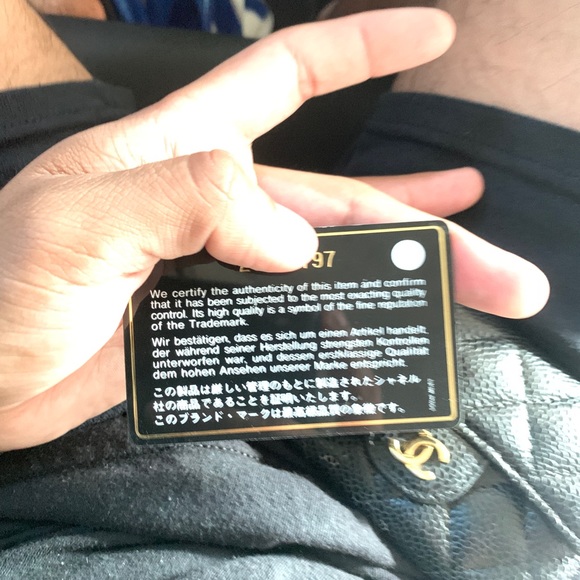 97
We certify the authenticity of this item and confirm
that it has been subjected to the most exacting quality
control. Its high quality is a symbol of the fine reputation
of the Trademark.
Wir bestätigen, dass es sich um einen Artikel handelt,
der während seiner Herstellung strengsten Kontrollen
unterworfen war, und dessen erstklassige Qualität
dem hohen Ansehen unserer Marke entspricht.
この製品は厳しい管理のもとに製造されたシャネル
社の商品であることを証明いたします。
このブランド・マークは最高級品質の象徴です。